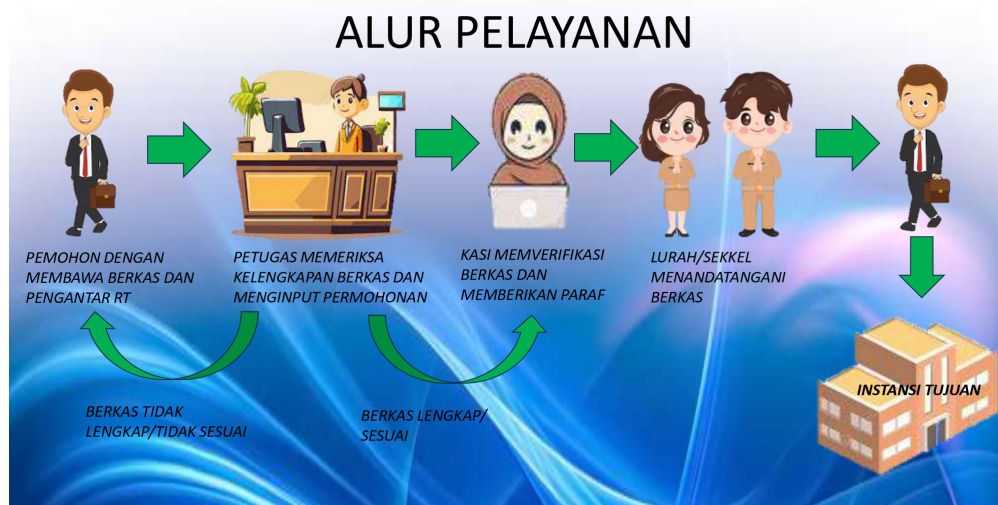 ALUR PELAYANAN
PEMOHON DENGAN
MEMBAWA BERKAS DAN
PENGANTAR RT
PETUGAS MEMERIKSA
KELENGKAPAN BERKAS DAN
MENGINPUT PERMOHONAN
KASI MEMVERIFIKASI
BERKAS DAN
MEMBERIKAN PARAF
LURAH/SEKKEL
MENANDATANGANI
BERKAS
INSTANSI TUJUAN
BERKAS TIDAK
LENGKAP/TIDAK SESUAI
BERKAS LENGKAP/
SESUAI